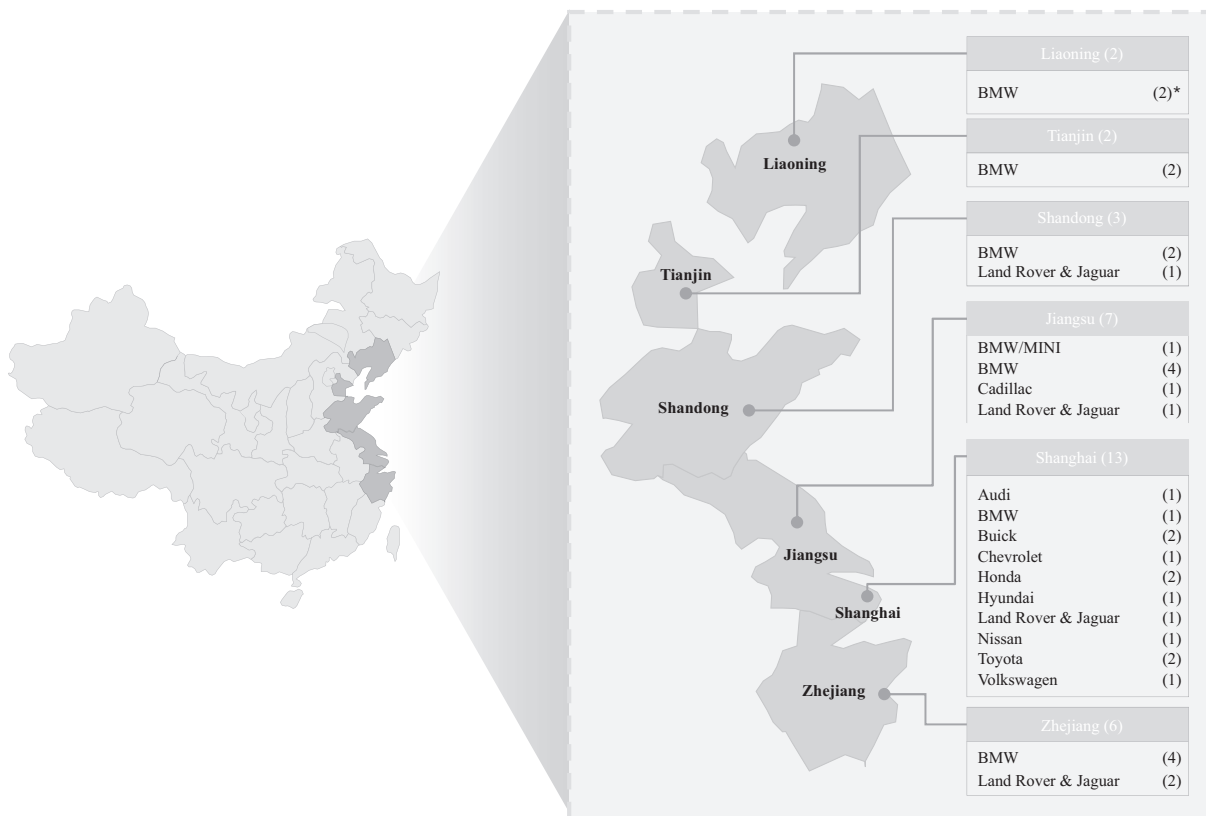 Liaoning (2)
BMW (2)*
Tianjin (2)
BMW (2)
Shandong (3)
BMW (2)
Land Rover & Jaguar (1)
Jiangsu (7)
BMW/MINI (1)
BMW (4)
Cadillac (1)
Land Rover & Jaguar (1)
Shanghai (13)
Audi (1)
BMW (1)
Buick (2)
Chevrolet (1)
Honda (2)
Hyundai (1)
Land Rover & Jaguar (1)
Nissan (1)
Toyota (2)
Volkswagen (1)
Zhejiang (6)
BMW (4)
Land Rover & Jaguar (2)
Liaoning
Tianjin
Shandong
Jiangsu
Shanghai
Zhejiang